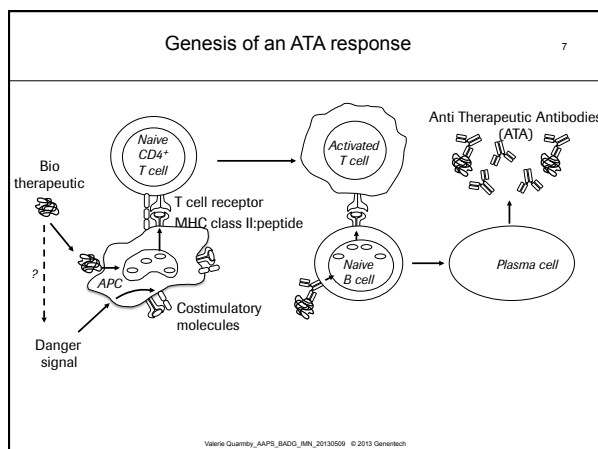 Genesis of an ATA response
7
Bio
therapeutic
?
Danger
signal
Naive
CD4+
T cell
T cell receptor
MHC class II:peptide
APC
Costimulatory
molecules
Activated
T cell
Naive
B cell
Anti Therapeutic Antibodies
(ATA)
Plasma cell
Valerie Quarmby_AAPS_BADG_IMN_20130509 © 2013 Genentech